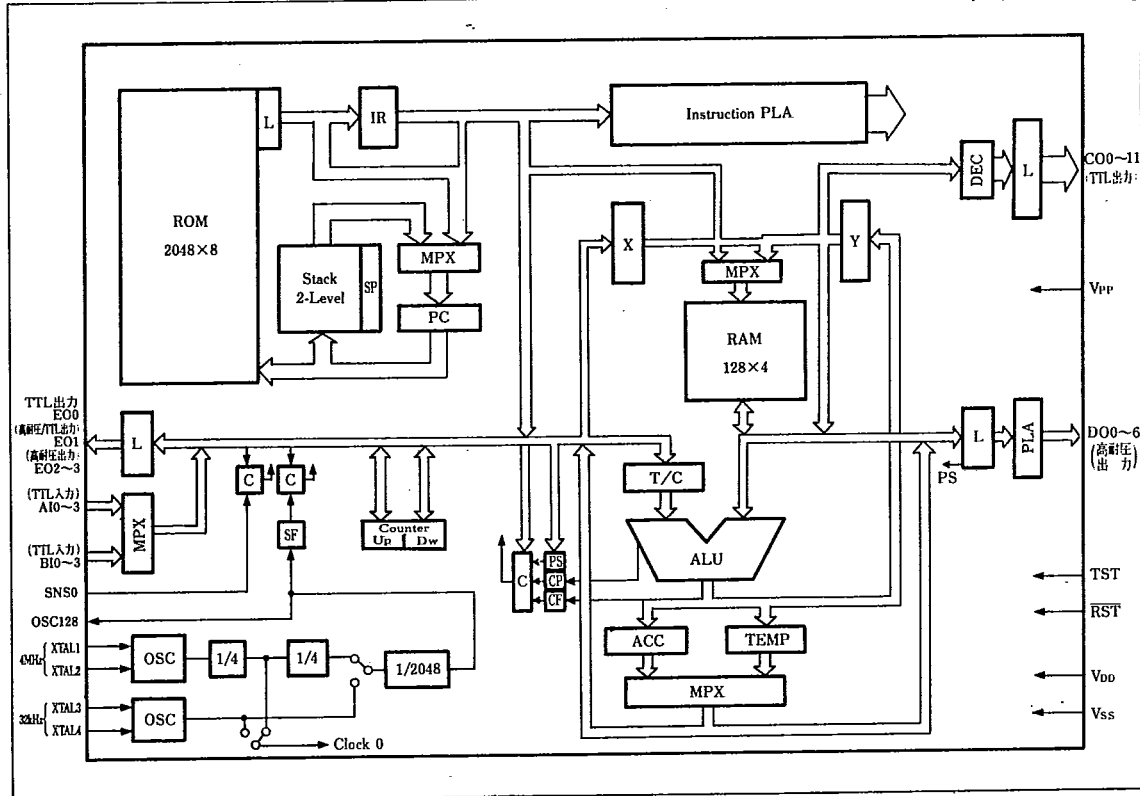 L
IR
Instruction PLA
ROM
2048×8
DEC
L
CO0~11
(TTL出力)
Stack
2-Level
SP
MPX
PC
X
MPX
Y
VPP
RAM
128×4
TTL出力
EO0
(高耐圧/TTL出力)
EO1
(高耐圧出力)
EO2~3
L
(TTL入力)
AI0~3
(TTL入力)
BI0~3
MPX
C
C
SF
Counter
Up Dw
T/C
ALU
L
PS
PLA
DO0~6
(高耐圧
出力)
C
PS
CP
CF
SNS0
OSC128
TST
RST
ACC
TEMP
MPX
VDD
VSS
4MHz
XTAL1
XTAL2
OSC
1/4
1/4
1/2048
32kHz
XTAL3
XTAL4
OSC
Clock 0